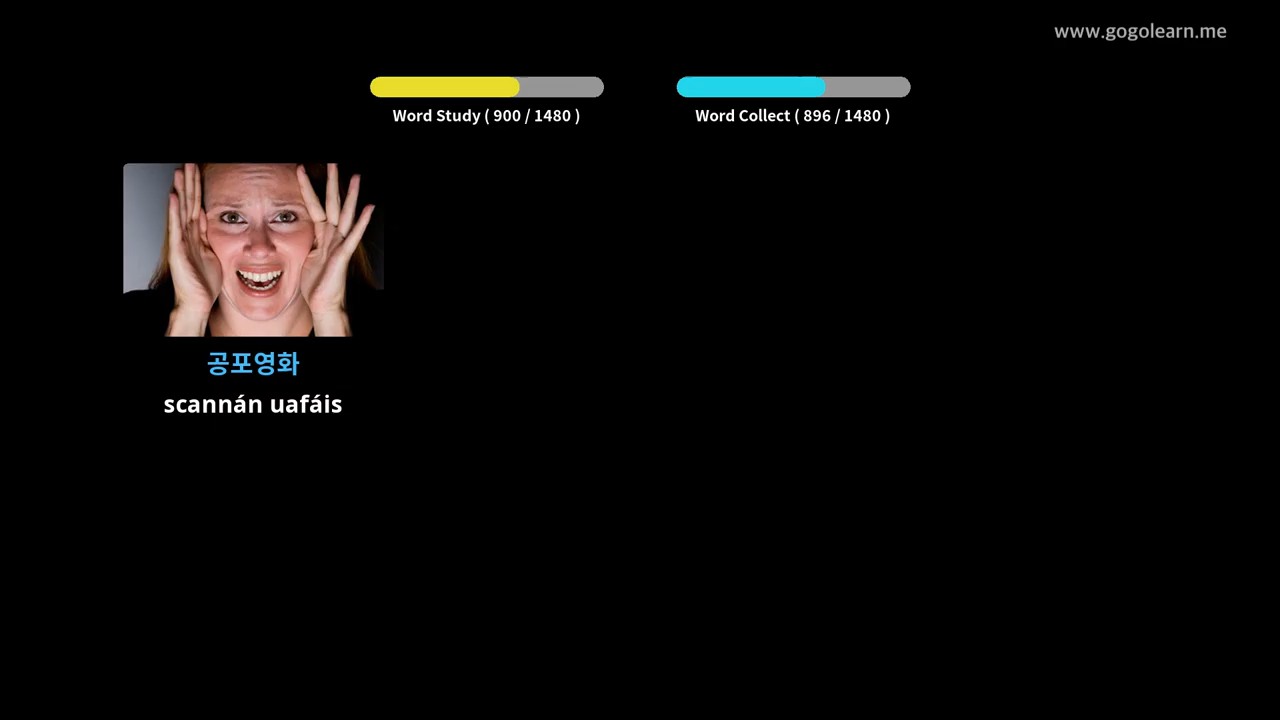 www.gogolearn.me
Word Study ( 900 / 1480 )
Word Collect ( 896 / 1480 )
공포영화
scannán uafáis